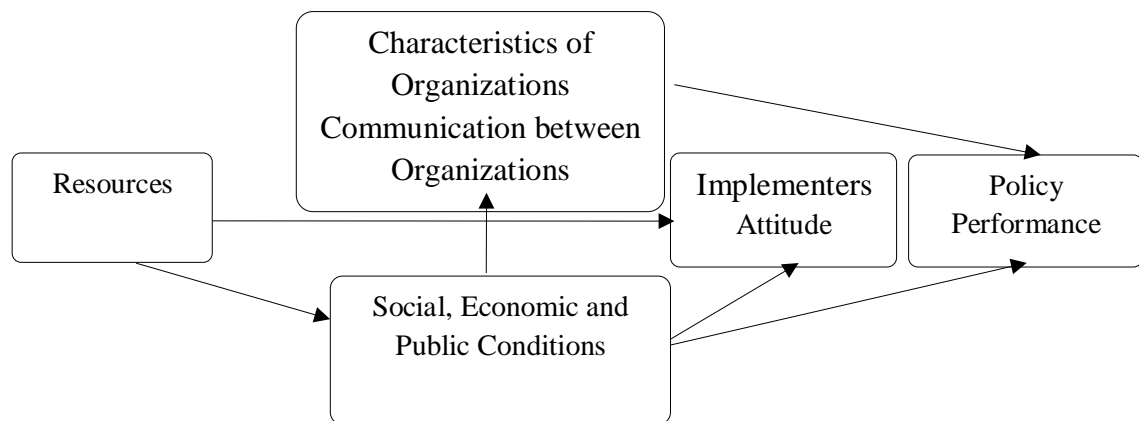 Characteristics of
Organizations
Communication between
Organizations
Resources
Implementers
Attitude
Policy
Performance
Social, Economic and
Public Conditions